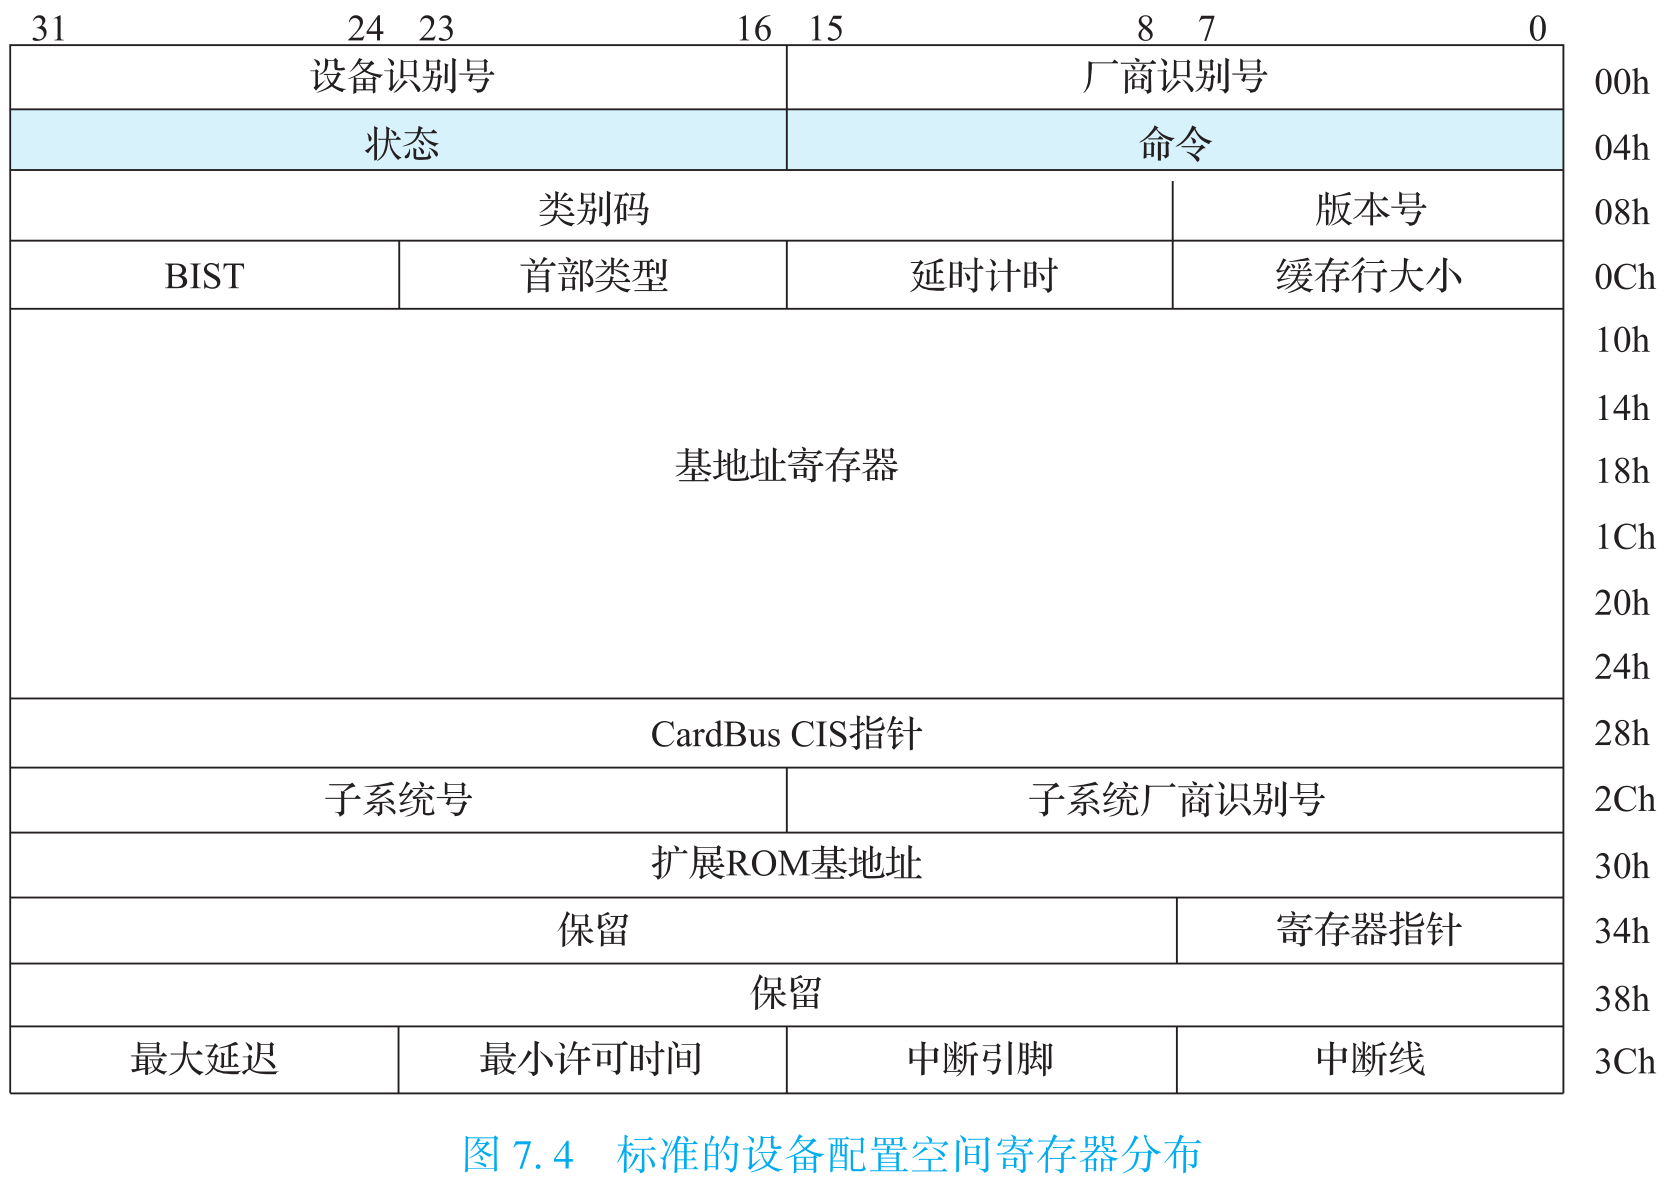 31 24 23 16 15 8 7 0
设备识别号 厂商识别号 00h
状态 命令 04h
类别码 版本号 08h
BIST 首部类型 延时计时 缓存行大小 0Ch
10h
14h
基地址寄存器 18h
1Ch
20h
24h
CardBus CIS指针 28h
子系统号 子系统厂商识别号 2Ch
扩展ROM基地址 30h
保留 寄存器指针 34h
保留 38h
最大延迟 最小许可时间 中断引脚 中断线 3Ch
图 7.4 标准的设备配置空间寄存器分布